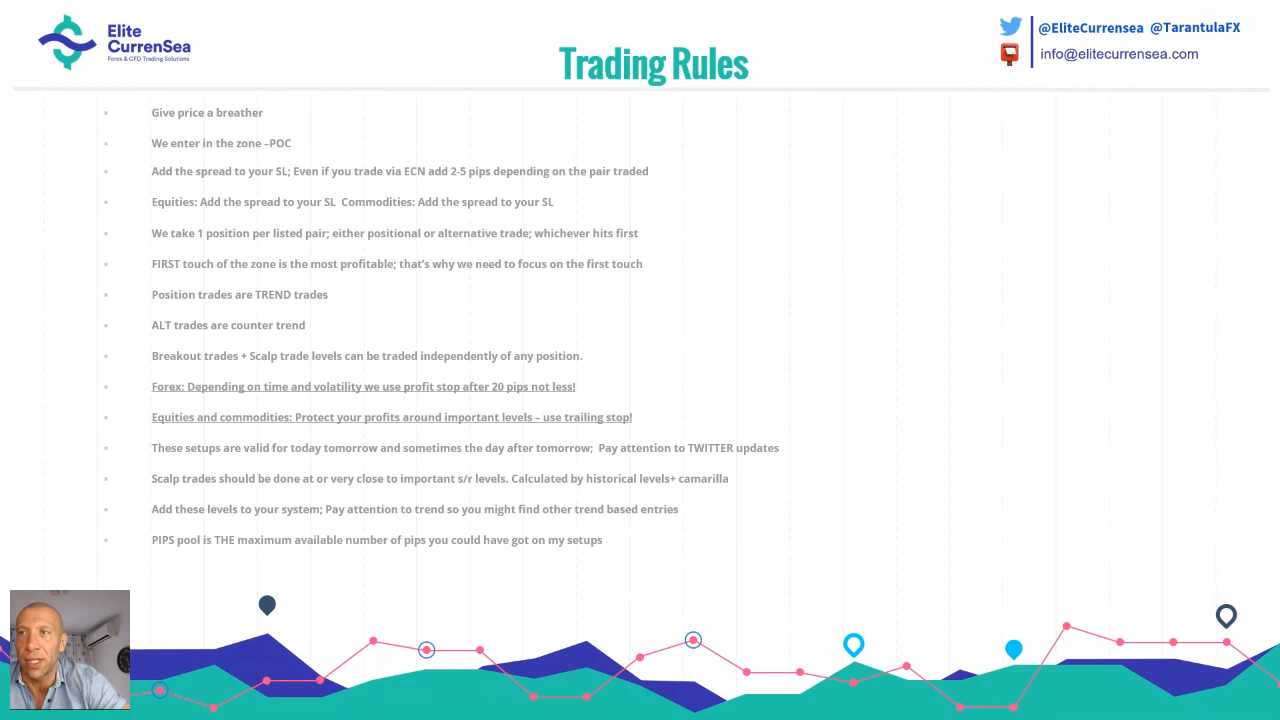 Elite
CurrenSea
Forex & CFD Trading Solutions
@EliteCurrensea @TarantulaFX
info@elitecurrensea.com
Trading Rules
Give price a breather
We enter in the zone –POC
Add the spread to your SL; Even if you trade via ECN add 2-5 pips depending on the pair traded
Equities: Add the spread to your SL Commodities: Add the spread to your SL
We take 1 position per listed pair; either positional or alternative trade; whichever hits first
FIRST touch of the zone is the most profitable; that's why we need to focus on the first touch
Position trades are TREND trades
ALT trades are counter trend
Breakout trades + Scalp trade levels can be traded independently of any position.
Forex: Depending on time and volatility we use profit stop after 20 pips not less!
Equities and commodities: Protect your profits around important levels – use trailing stop!
These setups are valid for today tomorrow and sometimes the day after tomorrow; Pay attention to TWITTER updates
Scalp trades should be done at or very close to important s/r levels. Calculated by historical levels+ camarilla
Add these levels to your system; Pay attention to trend so you might find other trend based entries
PIPS pool is THE maximum available number of pips you could have got on my setups